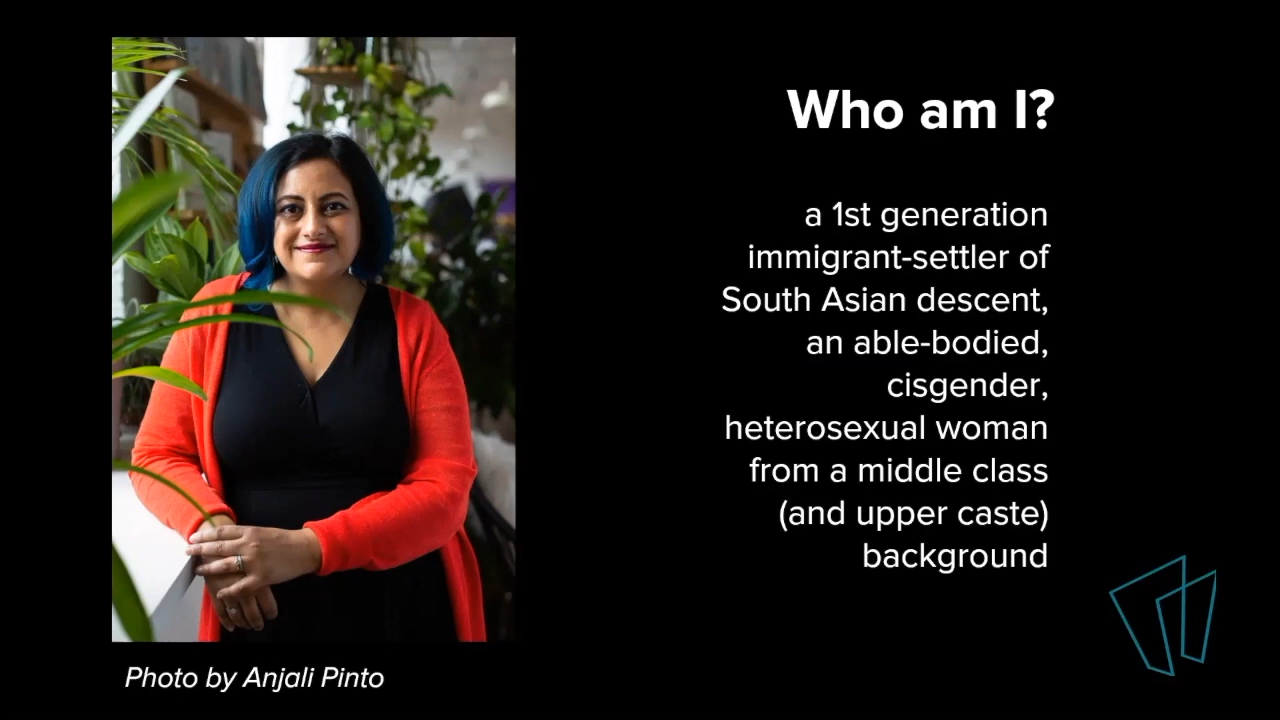 Who am I?
a 1st generation
immigrant-settler of
South Asian descent,
an able-bodied,
cisgender,
heterosexual woman
from a middle class
(and upper caste)
background
Photo by Anjali Pinto